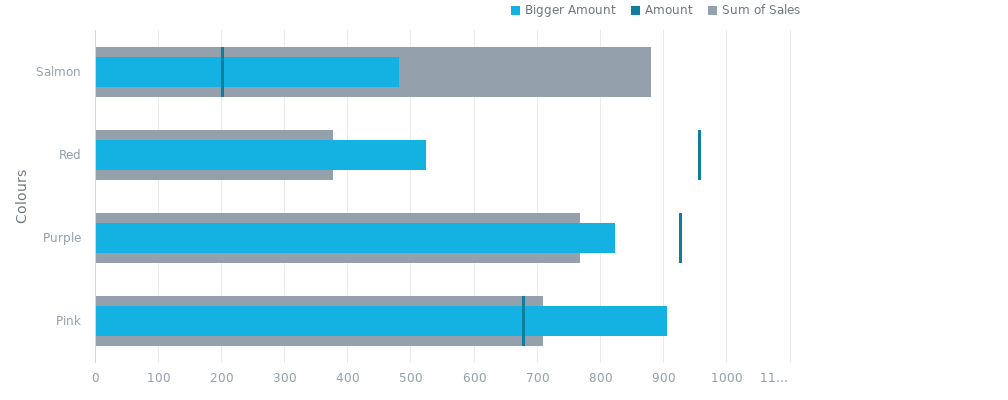 Bigger Amount Amount Sum of Sales
Salmon
Red
Purple
Pink
Colours
0 100 200 300 400 500 600 700 800 900 1000 11...